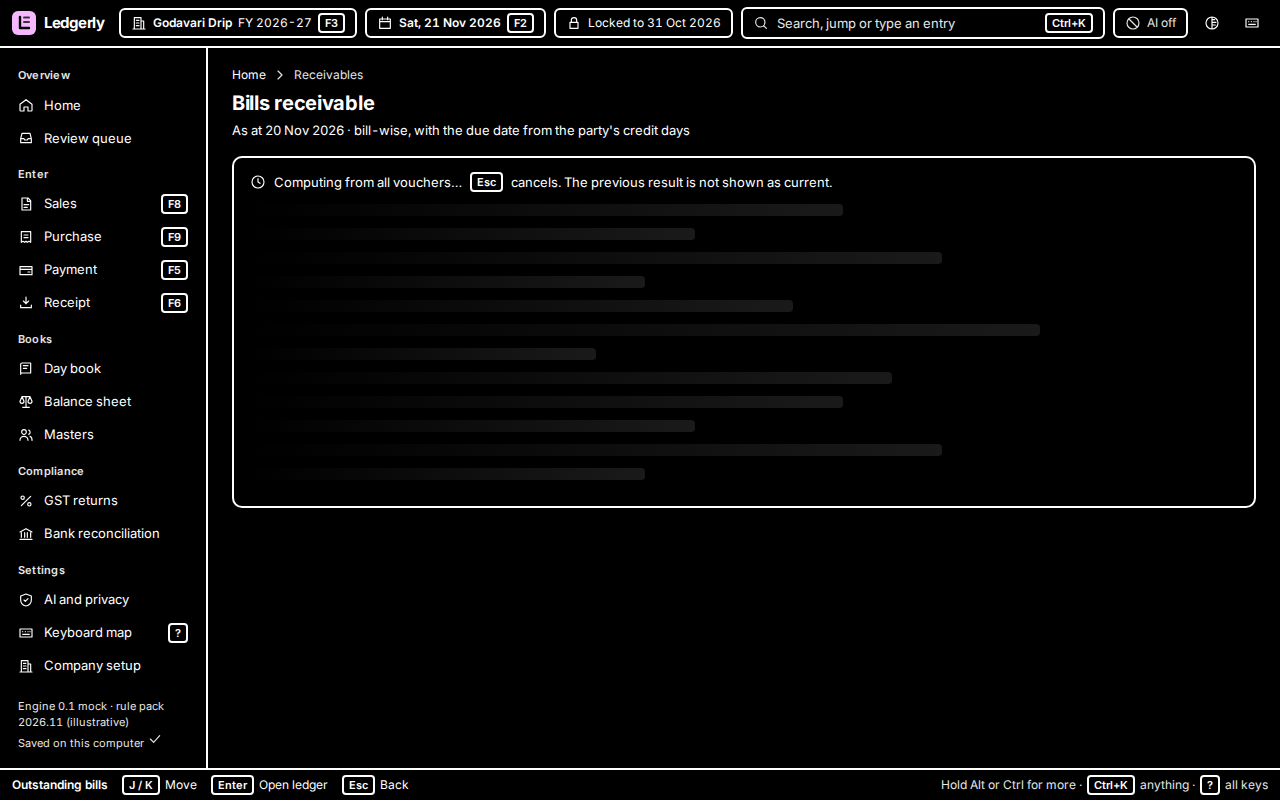 Ledgerly
Godavari Drip FY 2026-27 F3
Sat, 21 Nov 2026 F2
Locked to 31 Oct 2026
Search, jump or type an entry Ctrl+K
AI off
Overview
Home
Review queue
Enter
Sales F8
Purchase F9
Payment F5
Receipt F6
Books
Day book
Balance sheet
Masters
Compliance
GST returns
Bank reconciliation
Settings
AI and privacy
Keyboard map ?
Company setup
Engine 0.1 mock · rule pack
2026.11 (illustrative)
Saved on this computer
Home > Receivables
Bills receivable
As at 20 Nov 2026 · bill-wise, with the due date from the party's credit days
Computing from all vouchers... Esc cancels. The previous result is not shown as current.
Outstanding bills J / K Move Enter Open ledger Esc Back
Hold Alt or Ctrl for more · Ctrl+K anything · ? all keys